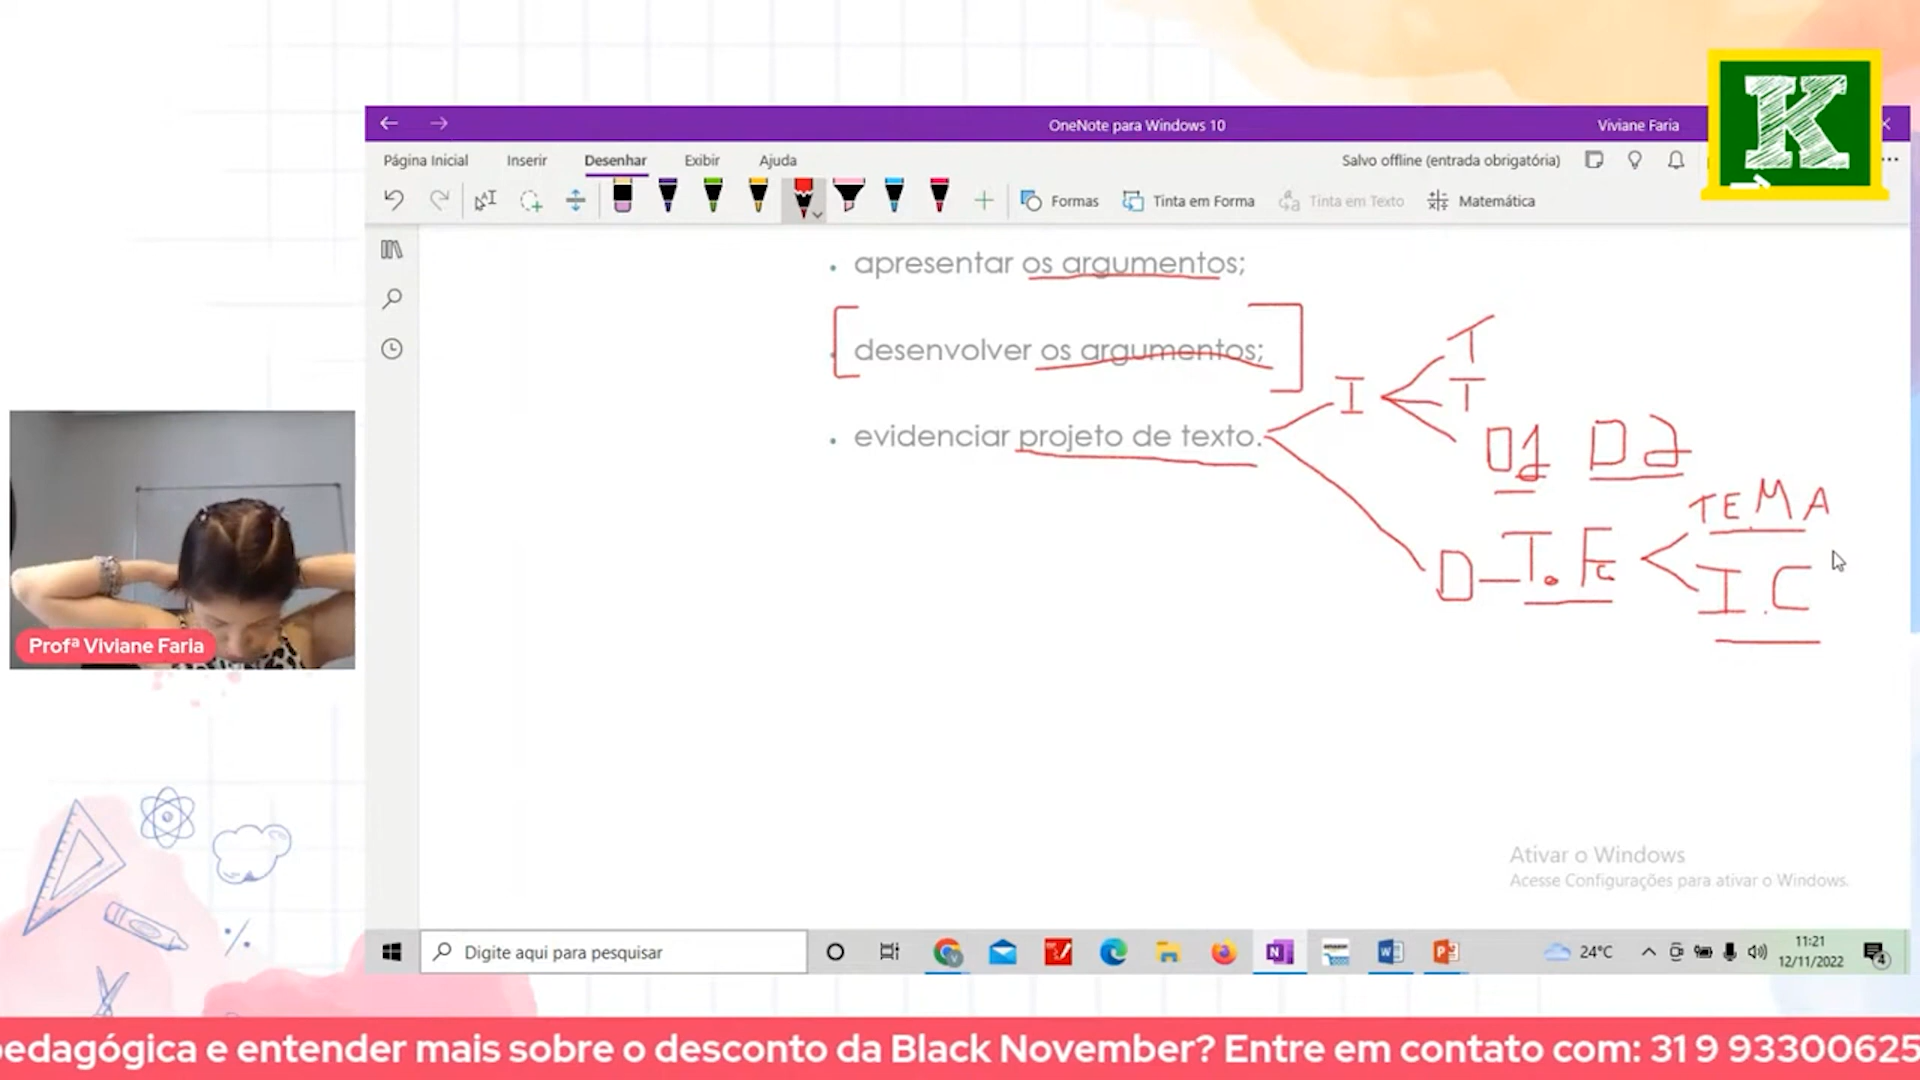 K
OneNote para Windows 10
Viviane Faria
Página Inicial Inserir Desenhar Exibir Ajuda
Salvo offline (entrada obrigatória)
Formas Tinta em Forma Tinta em Texto Matemática
• apresentar os argumentos;
• desenvolver os argumentos;
• evidenciar projeto de texto.
I
T
T
D1 D2
D - T. F.
TEMA
I.C
Profª Viviane Faria
Ativar o Windows
Acesse Configurações para ativar o Windows.
Digite aqui para pesquisar
24°C
11:21
12/11/2022
4
pedagógica e entender mais sobre o desconto da Black November? Entre em contato com: 31 9 93300625